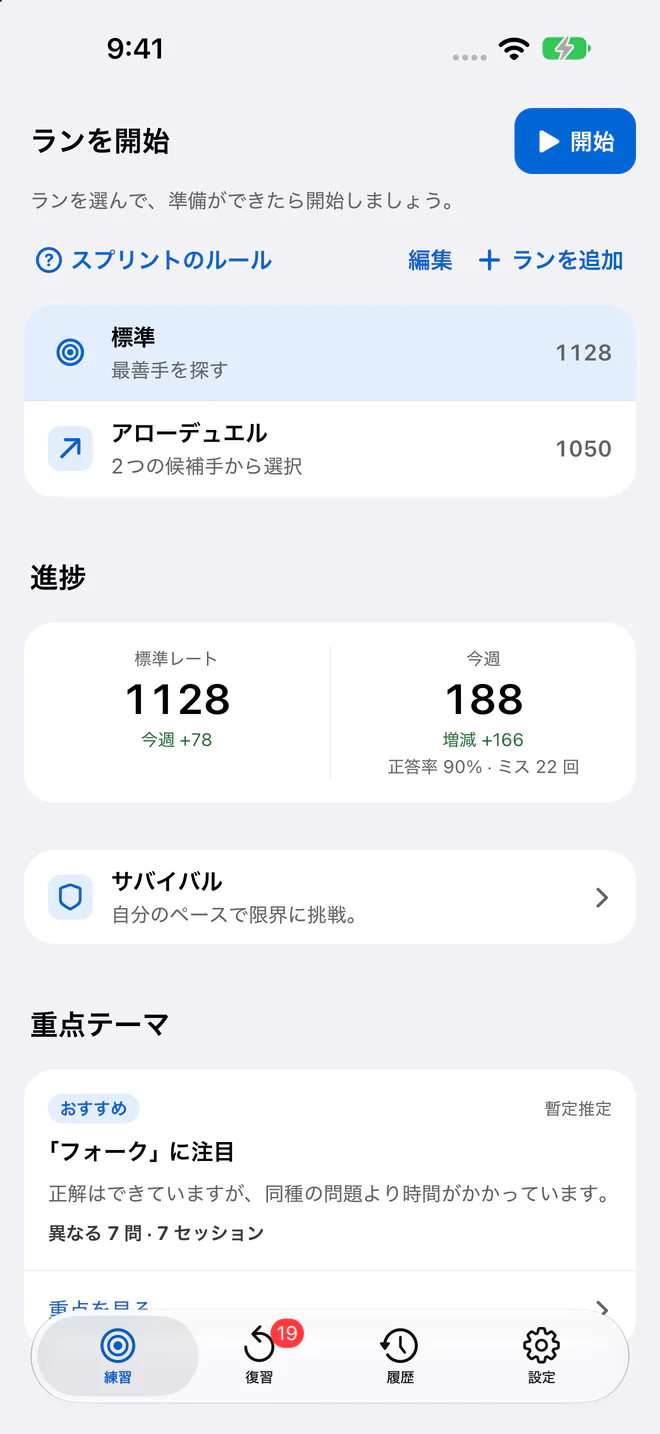 9:41
ランを開始
開始
ランを選んで、準備ができたら開始しましょう。
スプリントのルール
編集
ランを追加
標準
最善手を探す
1128
アローデュエル
2つの候補手から選択
1050
進捗
標準レート
1128
今週 +78
今週
188
増減 +166
正答率 90% · ミス 22 回
サバイバル
自分のペースで限界に挑戦。
重点テーマ
おすすめ
暫定推定
「フォーク」に注目
正解はできていますが、同種の問題より時間がかかっています。
異なる 7 問 · 7 セッション
重点を見る
練習
19
復習
履歴
設定